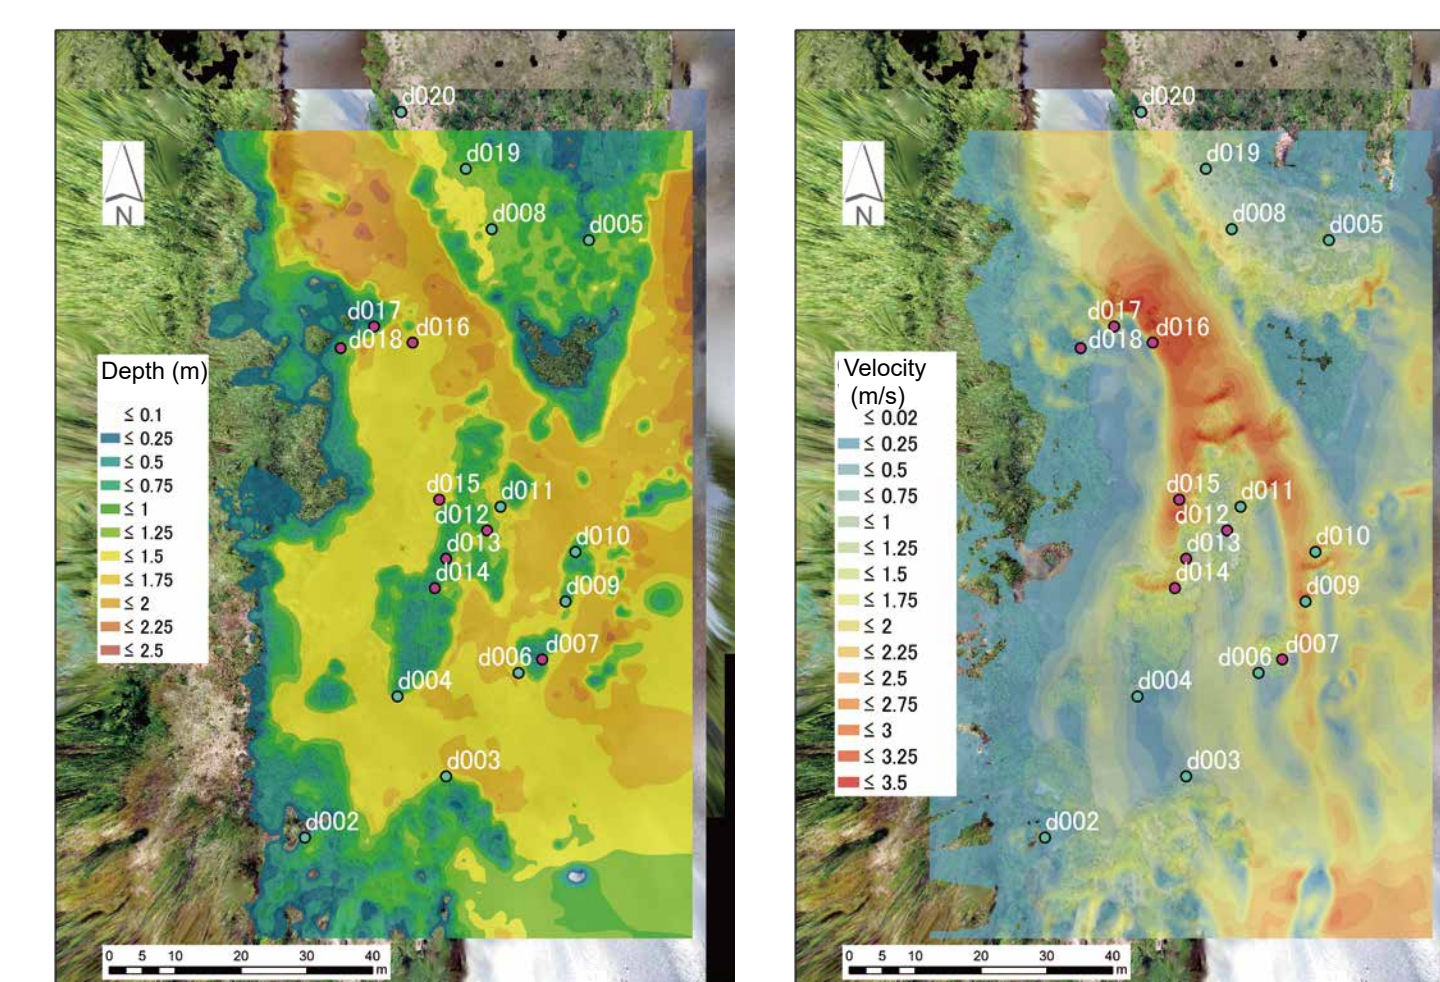 d020
d019
d008
d005
N
d017
d016
d018
Depth (m)
≤ 0.1
≤ 0.25
≤ 0.5
≤ 0.75
≤ 1
≤ 1.25
≤ 1.5
≤ 1.75
≤ 2
≤ 2.25
≤ 2.5
d015
d011
d012
d013
d010
d014
d009
d006
d007
d004
d003
d002
0 5 10 20 30 40
m
d020
d019
d008
d005
N
d017
d016
d018
Velocity
(m/s)
≤ 0.02
≤ 0.25
≤ 0.5
≤ 0.75
≤ 1
≤ 1.25
≤ 1.5
≤ 1.75
≤ 2
≤ 2.25
≤ 2.5
≤ 2.75
≤ 3
≤ 3.25
≤ 3.5
d015
d011
d012
d013
d010
d014
d009
d006
d007
d004
d003
d002
0 5 10 20 30 40
m